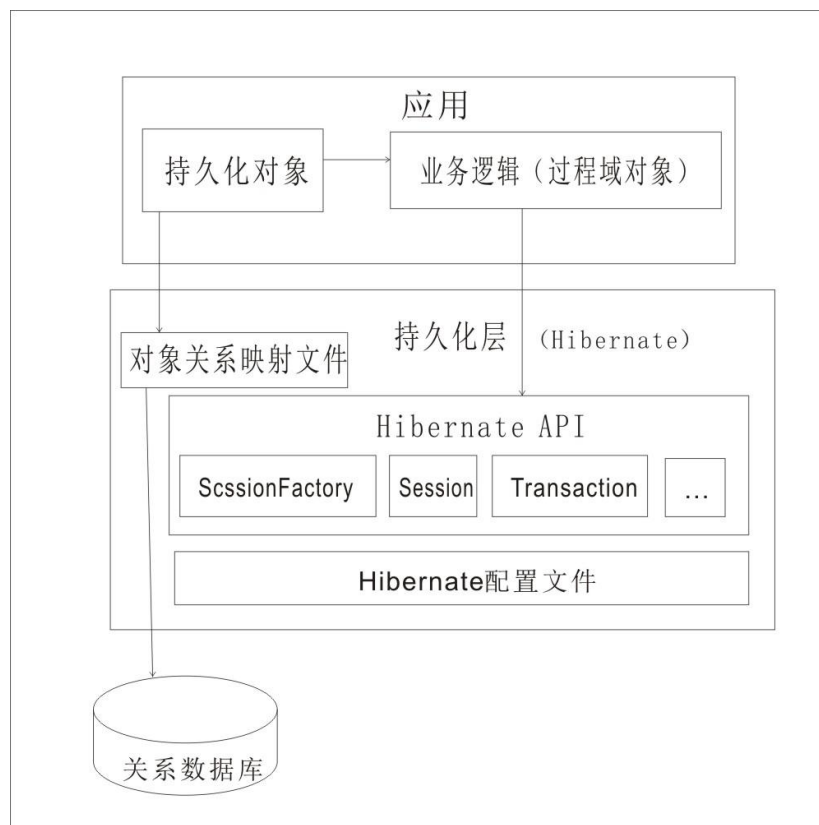 应用
持久化对象
业务逻辑（过程域对象）
持久化层 (Hibernate)
对象关系映射文件
Hibernate API
ScssionFactory
Session
Transaction
...
Hibernate配置文件
关系数据库